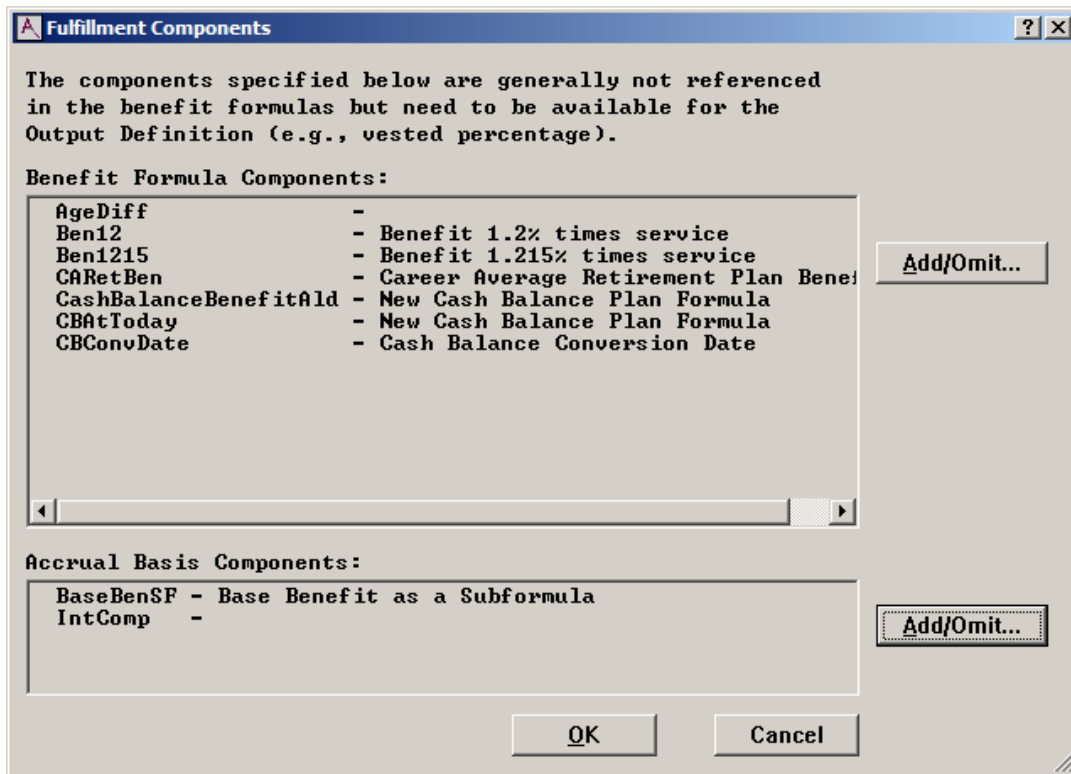 Fulfillment Components
The components specified below are generally not referenced
in the benefit formulas but need to be available for the
Output Definition (e.g., vested percentage).
Benefit Formula Components:
AgeDiff -
Ben12 - Benefit 1.2% times service
Ben1215 - Benefit 1.215% times service
CARetBen - Career Average Retirement Plan Benef
CashBalanceBenefitAld - New Cash Balance Plan Formula
CBAtToday - New Cash Balance Plan Formula
CBConvDate - Cash Balance Conversion Date
Add/Omit...
Accrual Basis Components:
BaseBenSF - Base Benefit as a Subformula
IntComp -
Add/Omit...
OK
Cancel